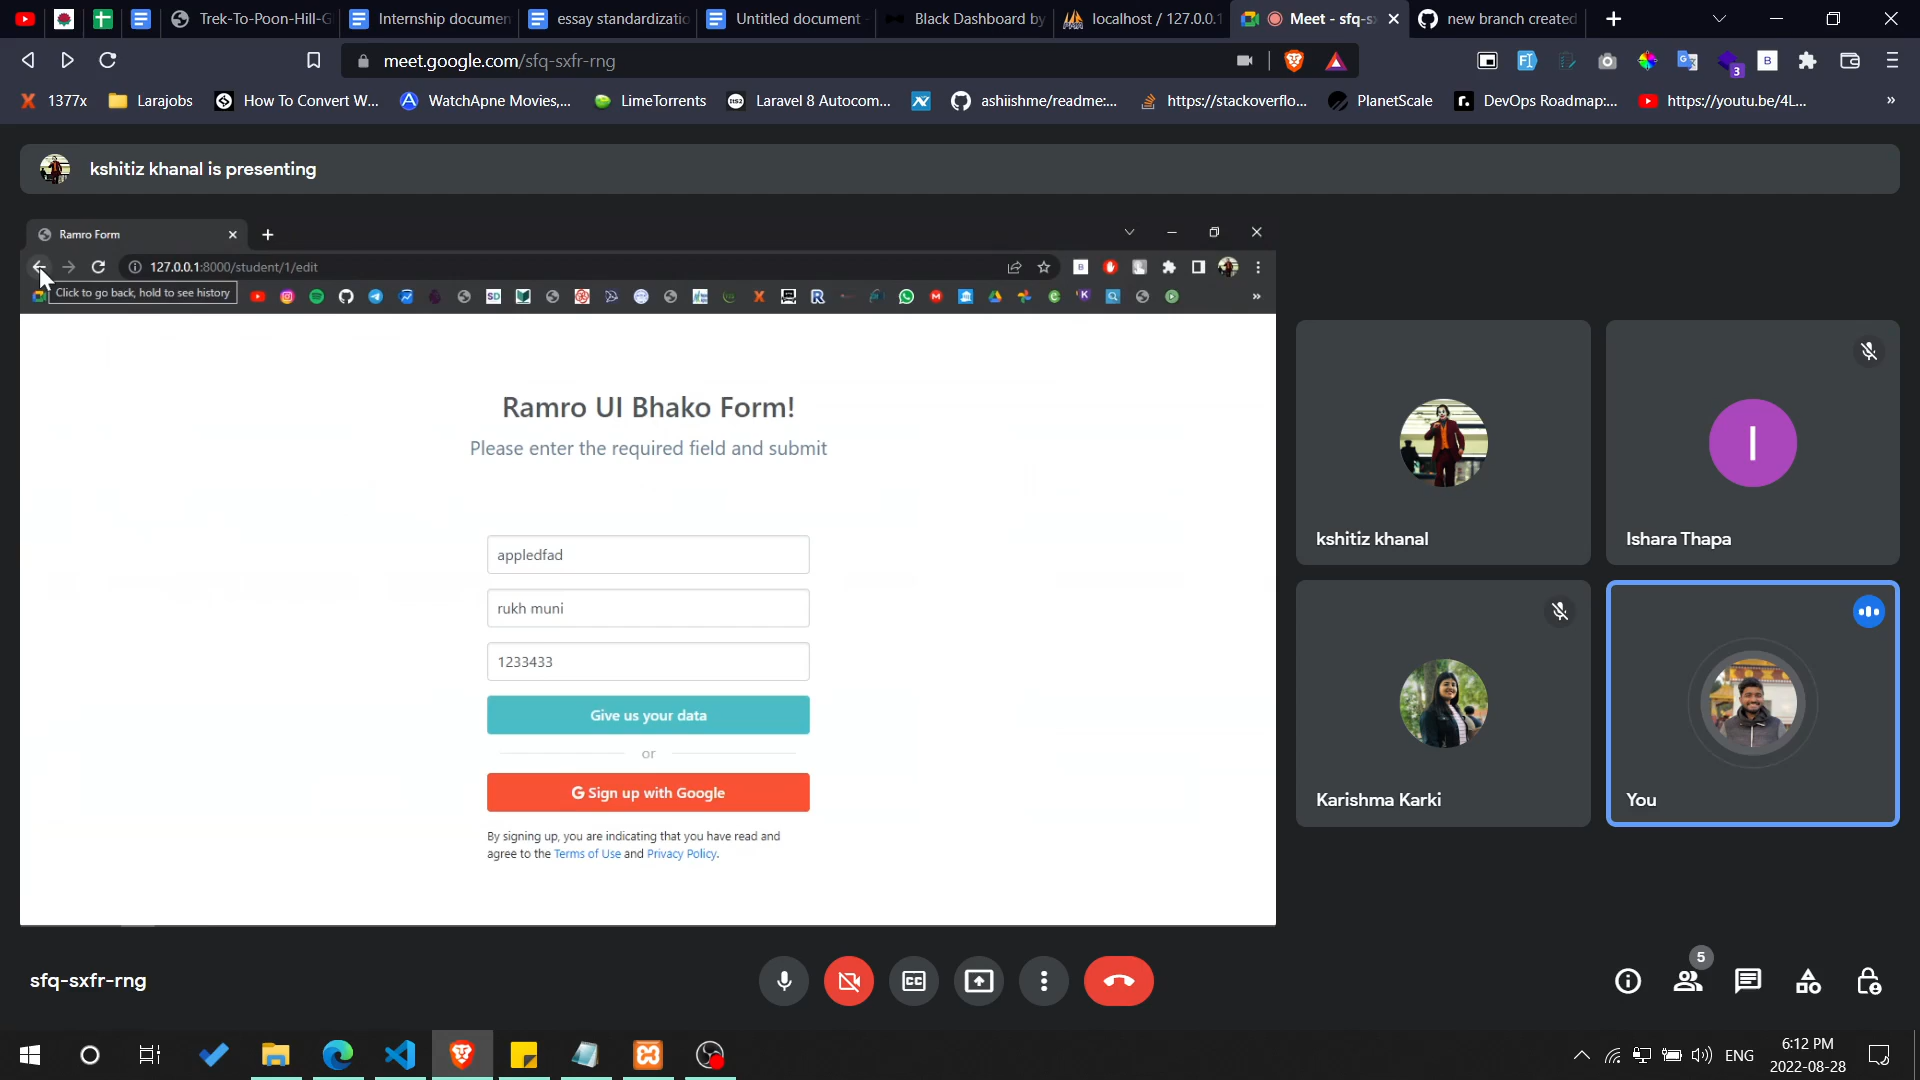 Trek-To-Poon-Hill-G
Internship documen
essay standardizatio
Untitled document
Black Dashboard by
localhost / 127.0.0.1
Meet - sfq-sx
new branch created
meet.google.com/sfq-sxfr-rng
3
1377x
Larajobs
How To Convert W...
WatchApne Movies,...
LimeTorrents
Laravel 8 Autocom...
ashiishme/readme:...
https://stackoverflo...
PlanetScale
DevOps Roadmap:...
https://youtu.be/4L...
kshitiz khanal is presenting
Ramro Form
127.0.0.1:8000/student/1/edit
Click to go back, hold to see history
Ramro UI Bhako Form!
Please enter the required field and submit
appledfad
rukh muni
1233433
Give us your data
or
G Sign up with Google
By signing up, you are indicating that you have read and
agree to the Terms of Use and Privacy Policy.
kshitiz khanal
I
Ishara Thapa
Karishma Karki
You
sfq-sxfr-rng
CC
5
ENG
6:12 PM
2022-08-28